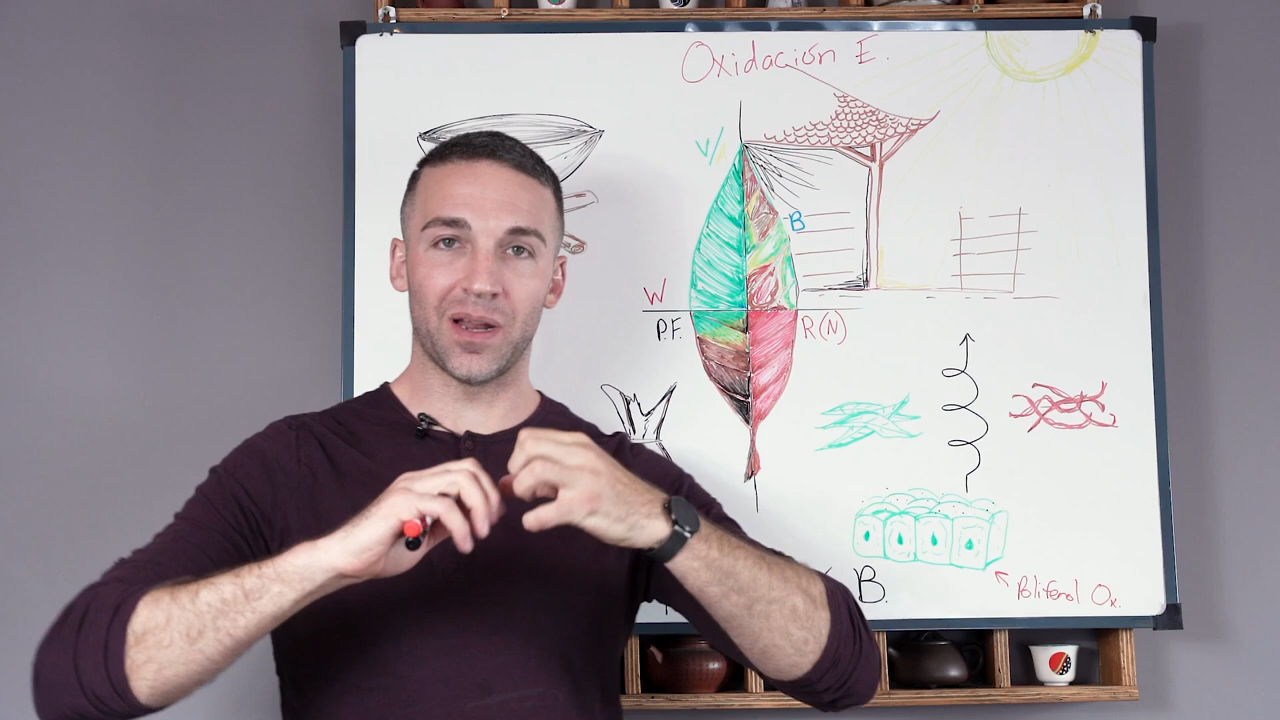 Oxidación E.
V/
B
W
P.F.
R(N)
B.
Polifenol Ox.